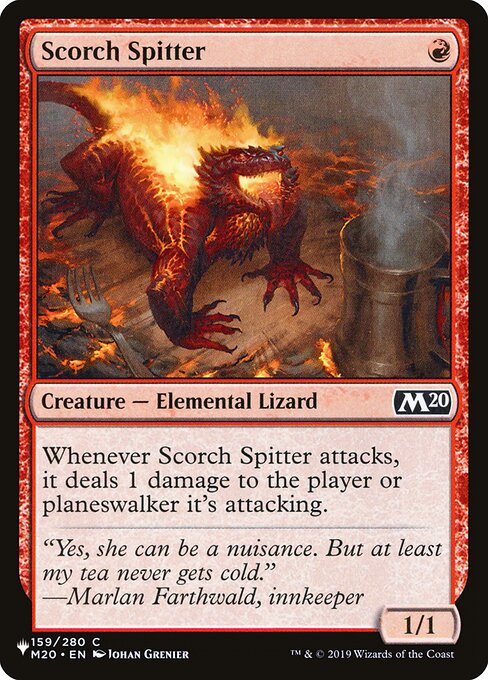 Scorch Spitter
Creature — Elemental Lizard
M20
Whenever Scorch Spitter attacks,
it deals 1 damage to the player or
planeswalker it's attacking.
“Yes, she can be a nuisance. But at least
my tea never gets cold.”
—Marlan Farthwald, innkeeper
1/1
159/280 C
M20 • EN Johan Grenier
™ & © 2019 Wizards of the Coast